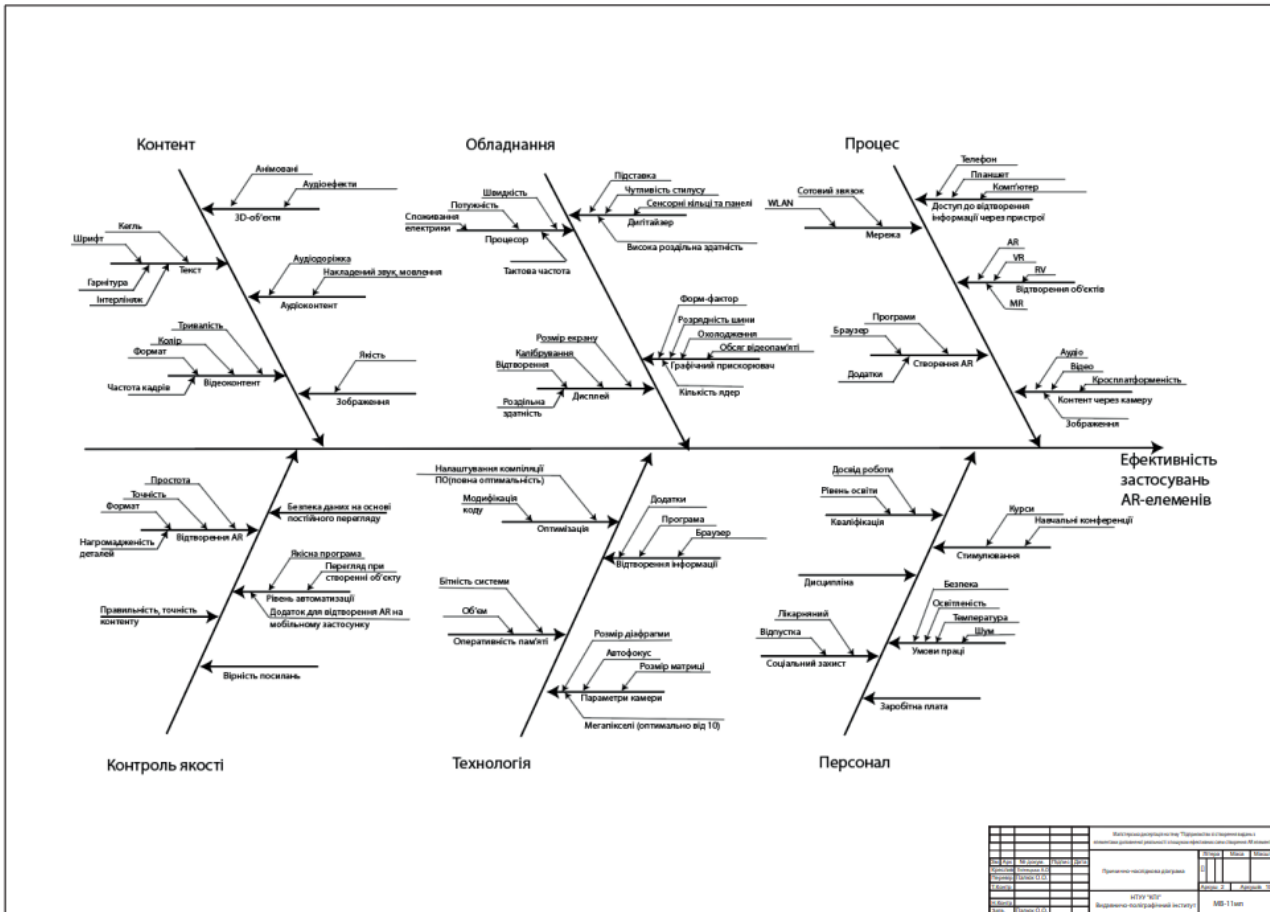 Контент
Анімовані
Аудіоефекти
3D-об'єкти
Кегль
Шрифт
Текст
Гарнітура
Інтерліняж
Аудіодоріжка
Накладений звук, мовлення
Аудіоконтент
Тривалість
Колір
Формат
Відеоконтент
Частота кадрів
Якість
Зображення
Обладнання
Швидкість
Потужність
Споживання
електрики
Процесор
Тактова частота
Підставка
Чутливість стилусу
Сенсорні кільці та панелі
Дигітайзер
Висока роздільна здатність
Форм-фактор
Розрядність шини
Охолодження
Обсяг відеопам'яті
Графічний прискорювач
Кількість ядер
Розмір екрану
Калібрування
Відтворення
Дисплей
Роздільна
здатність
Процес
Сотовий звязок
WLAN
Мережа
Телефон
Планшет
Комп'ютер
Доступ до відтворення
інформації через пристрої
AR
VR
RV
Відтворення об'єктів
MR
Програми
Браузер
Створення AR
Додатки
Аудіо
Відео
Кросплатформеність
Контент через камеру
Зображення
Ефективність
застосувань
AR-елеменів
Простота
Точність
Формат
Відтворення AR
Нагромадженість
деталей
Безпека даних на основі
постійного перегляду
Якісна програма
Перегляд при
створенні об'єкту
Рівень автоматизації
Додаток для відтворення AR на
мобільному застосунку
Правильність, точність
контенту
Вірність посилань
Контроль якості
Налаштування компіляції
ПО(повна оптимальність)
Модифікація
коду
Оптимізація
Додатки
Програма
Браузер
Відтворення інформації
Бітність системи
Об'єм
Оперативність пам'яті
Розмір діафрагми
Автофокус
Розмір матриці
Параметри камери
Мегапікселі (оптимально від 10)
Технологія
Досвід роботи
Рівень освіти
Кваліфікація
Курси
Навчальні конференції
Стимулювання
Дисципліна
Безпека
Освітленість
Температура
Шум
Умови праці
Лікарняний
Відпустка
Соціальний захист
Заробітна плата
Персонал
Причинно-наслідкова діаграма
НТУУ "КПІ"
Видавничо-поліграфічний інститут
МВ-11мп